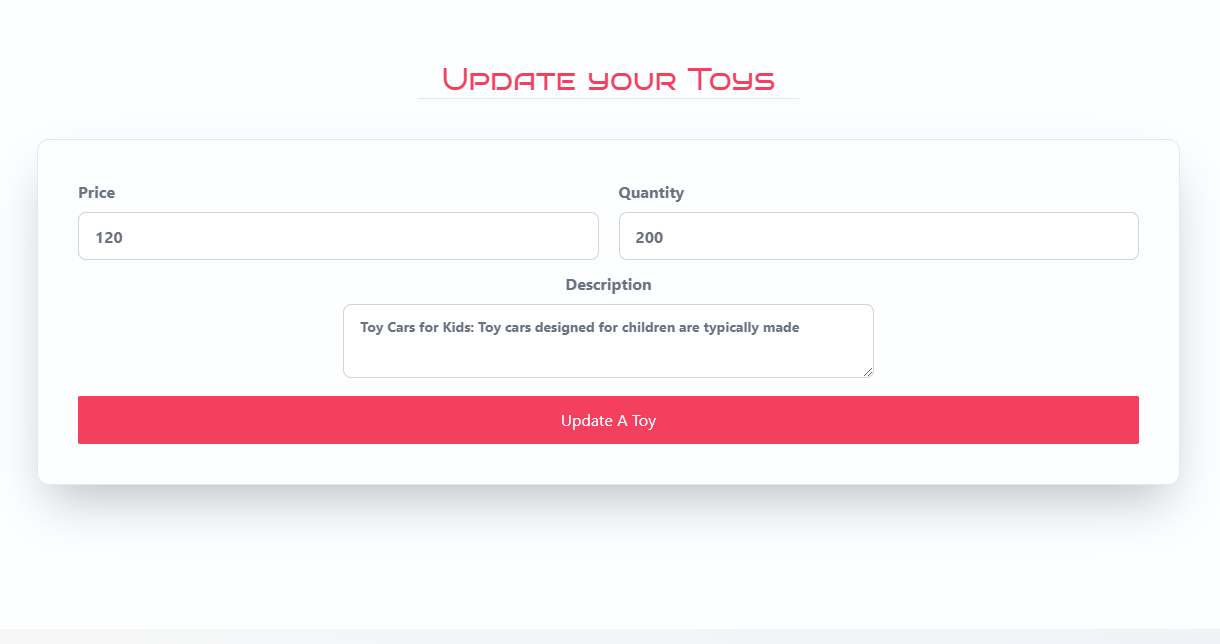 Update your Toys
Price
Quantity
120
200
Description
Toy Cars for Kids: Toy cars designed for children are typically made
Update A Toy